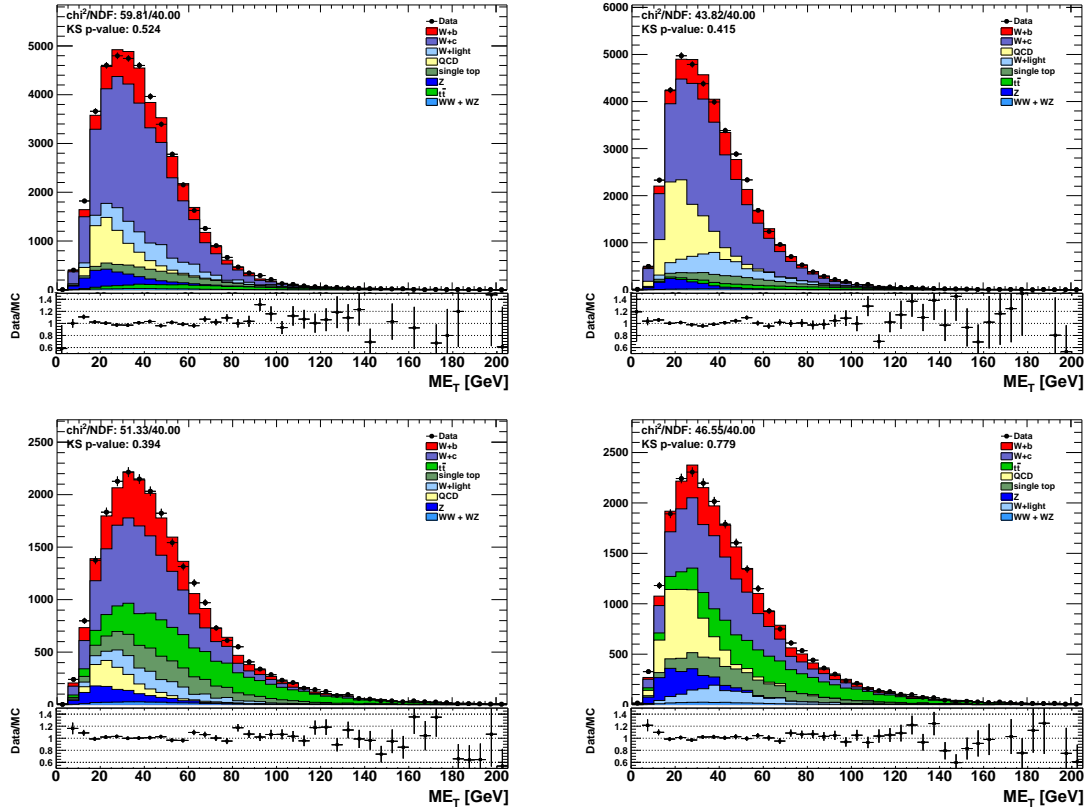 chi²/NDF: 59.81/40.00
KS p-value: 0.524
Data
W+b
W+c
W+light
QCD
single top
Z
tt̄
WW + WZ
5000
4000
3000
2000
1000
0
Data/MC
1.4
1.2
1
0.8
0.6
0 20 40 60 80 100 120 140 160 180 200
ME_T [GeV]
chi²/NDF: 43.82/40.00
KS p-value: 0.415
Data
W+b
W+c
QCD
W+light
single top
tt̄
Z
WW + WZ
6000
5000
4000
3000
2000
1000
0
Data/MC
1.4
1.2
1
0.8
0.6
0 20 40 60 80 100 120 140 160 180 200
ME_T [GeV]
chi²/NDF: 51.33/40.00
KS p-value: 0.394
Data
W+b
W+c
tt̄
single top
W+light
QCD
Z
WW + WZ
2500
2000
1500
1000
500
0
Data/MC
1.4
1.2
1
0.8
0.6
0 20 40 60 80 100 120 140 160 180 200
ME_T [GeV]
chi²/NDF: 46.55/40.00
KS p-value: 0.779
Data
W+b
W+c
tt̄
QCD
single top
Z
W+light
WW + WZ
2500
2000
1500
1000
500
0
Data/MC
1.4
1.2
1
0.8
0.6
0 20 40 60 80 100 120 140 160 180 200
ME_T [GeV]